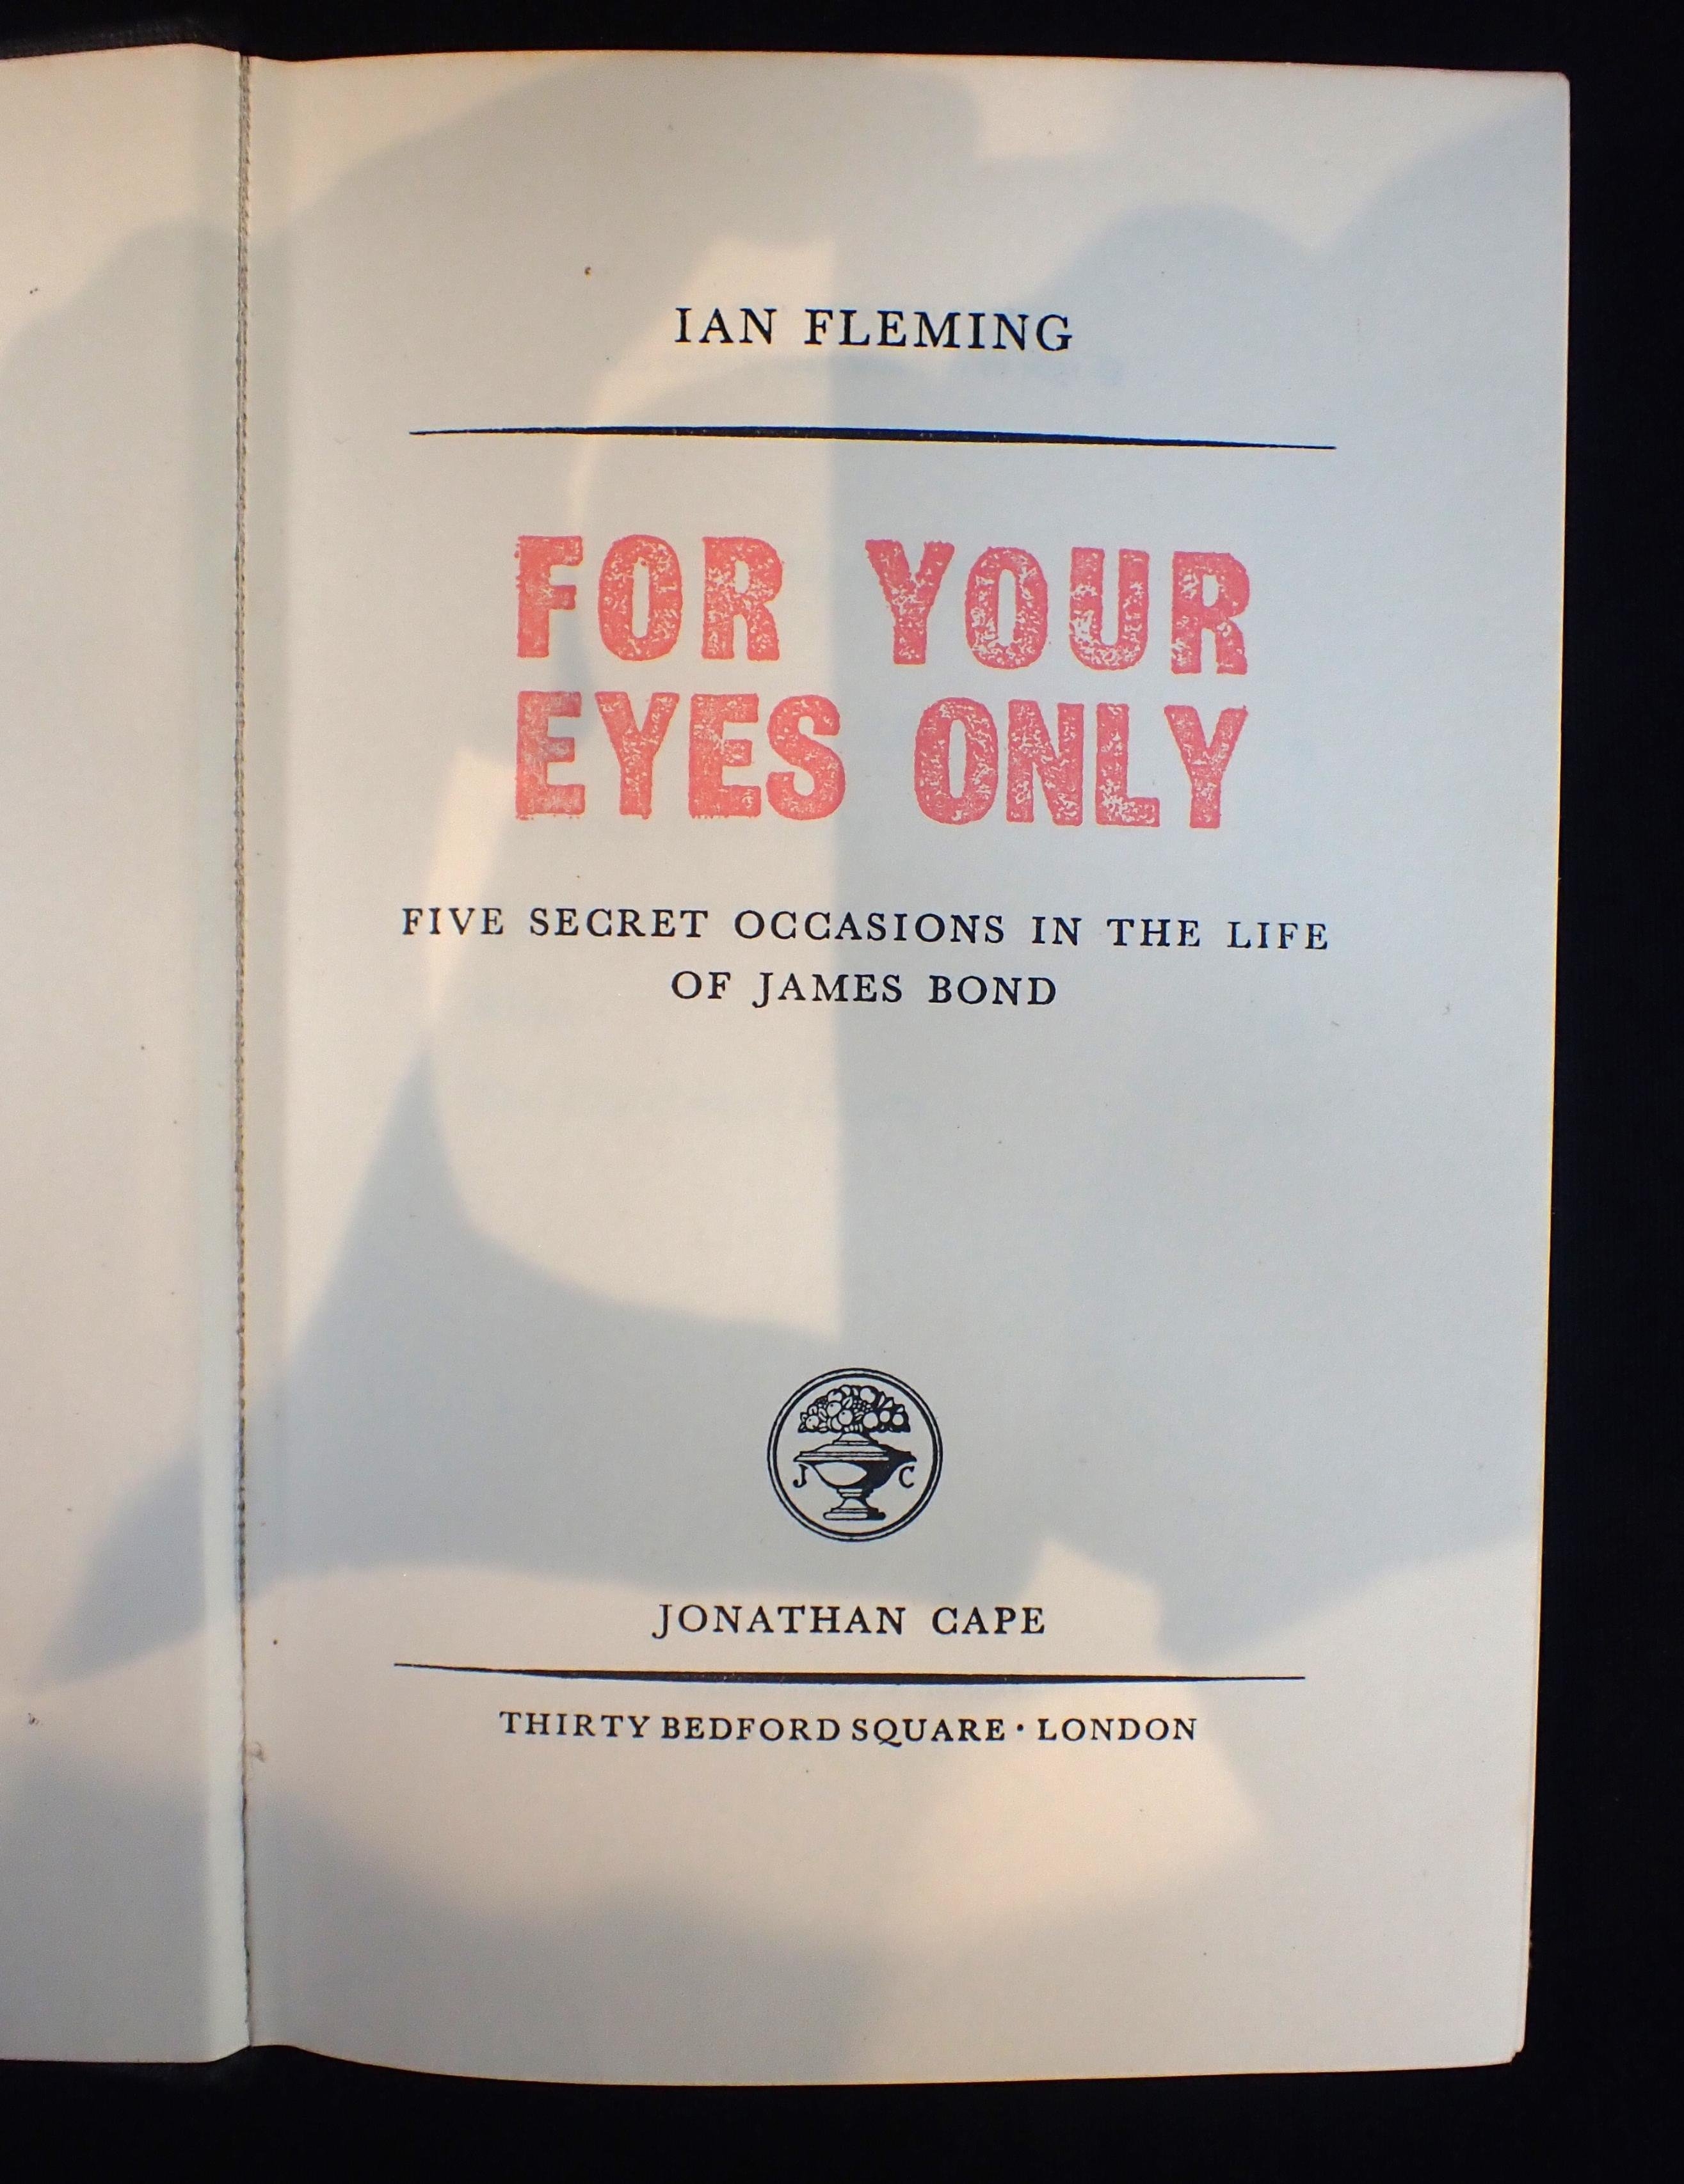 IAN FLEMING
FOR YOUR
EYES ONLY
FIVE SECRET OCCASIONS IN THE LIFE
OF JAMES BOND
J C
JONATHAN CAPE
THIRTY BEDFORD SQUARE · LONDON